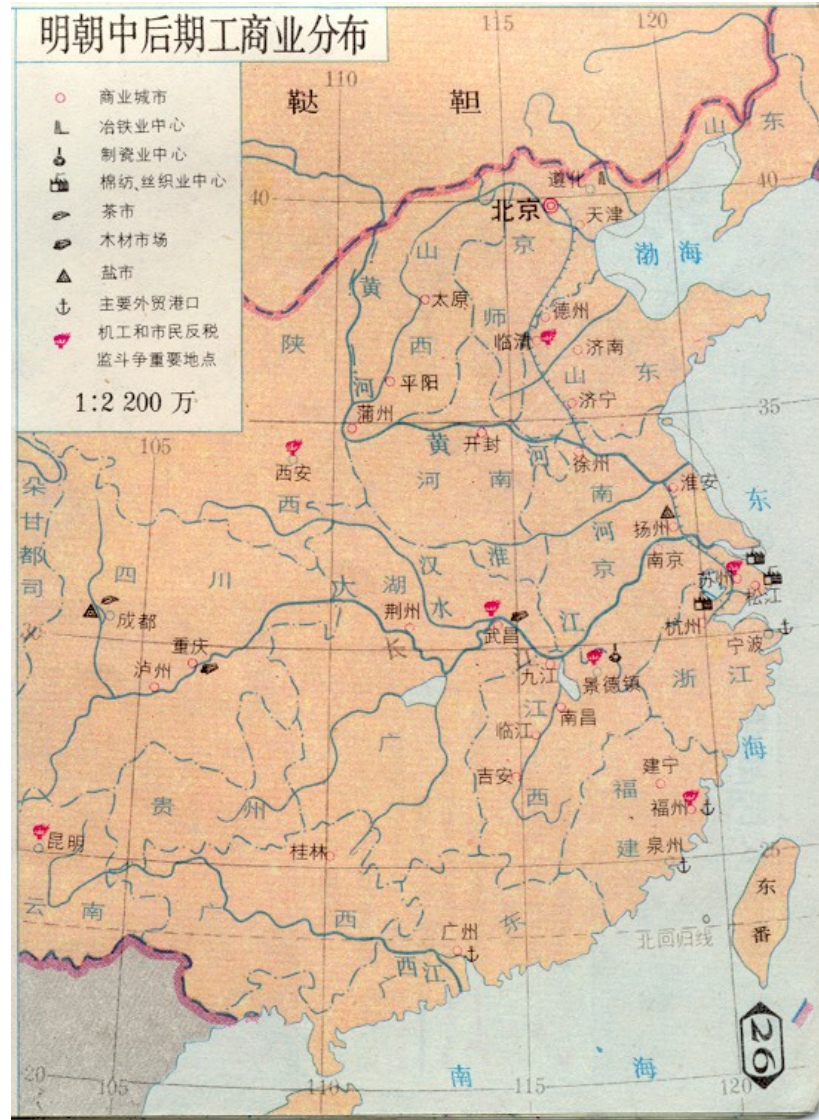 明朝中后期工商业分布
商业城市
冶铁业中心
制瓷业中心
棉纺、丝织业中心
茶市
木材市场
盐市
主要外贸港口
机工和市民反税
监斗争重要地点
1:2 200 万
110
115
120
鞑 靼
山 东
40
遵化
40
北京
天津
山
京
渤 海
黄
太原
师
德州
陕
西
临清
济南
山 东
河
平阳
济宁
35
蒲州
105
黄
开封
河
徐州
西安
河 南
西
南
淮安
朵
甘
都
司
东
扬州
河
汉
淮
南京
四 川
大
湖
京
苏州
松江
水
成都
荆州
江
杭州
30
武昌
宁波
重庆
长
江
九江
景德镇
浙 江
泸州
江
南昌
临江
广
海
建宁
吉安
西
福
贵 州
福州
昆明
建
泉州
25
桂林
东
番
云 南
广
西
东
广州
北回归线
西江
26
南 海
20
105
110
115
120